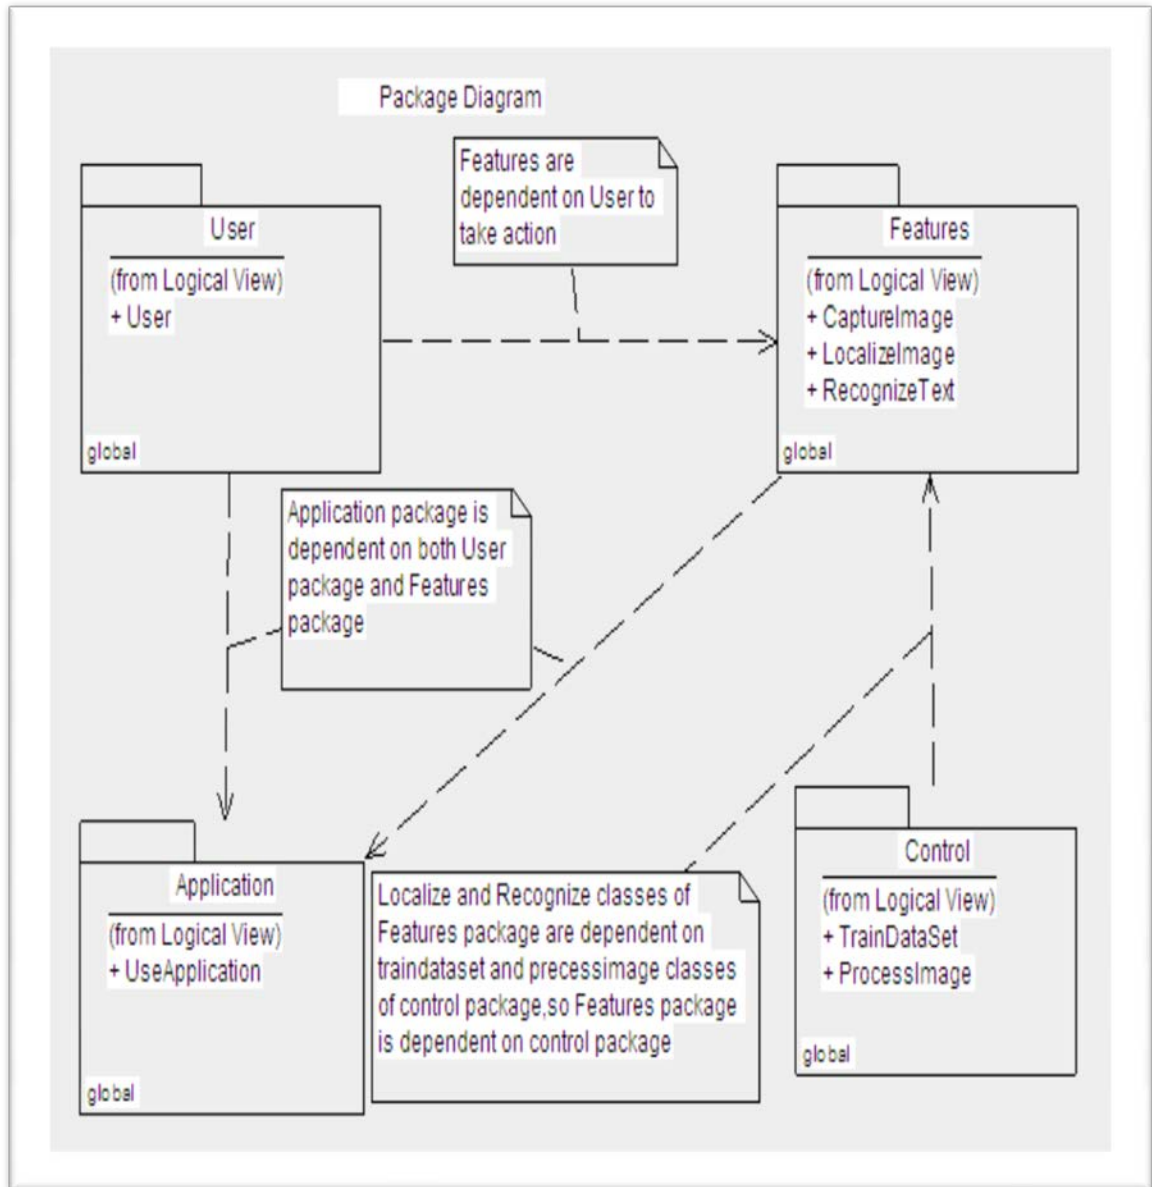 Package Diagram
Features are
dependent on User to
take action
User
(from Logical View)
+ User
global
Features
(from Logical View)
+ CaptureImage
+ LocalizeImage
+ RecognizeText
global
Application package is
dependent on both User
package and Features
package
Application
(from Logical View)
+ UseApplication
global
Localize and Recognize classes of
Features package are dependent on
traindataset and precessimage classes
of control package,so Features package
is dependent on control package
Control
(from Logical View)
+ TrainDataSet
+ ProcessImage
global